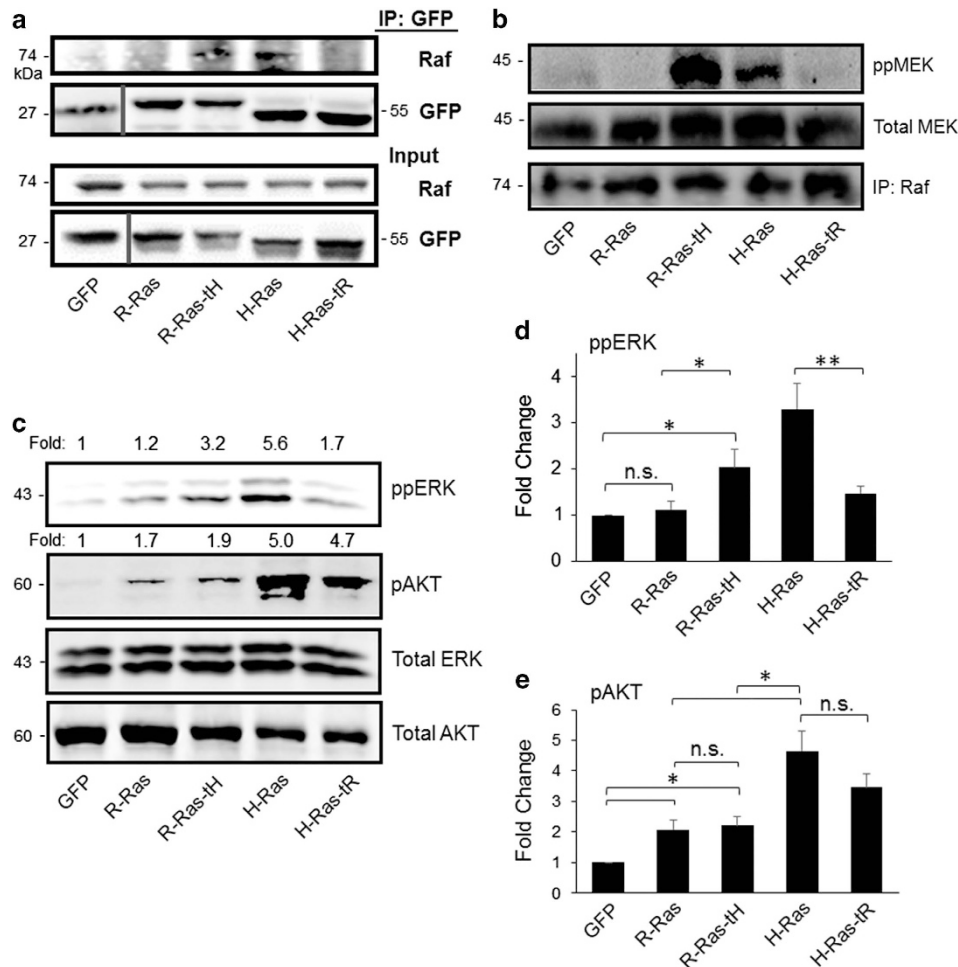 a
IP: GFP
74 -
kDa
Raf
27 -
- 55 GFP
Input
74 -
Raf
27 -
- 55 GFP
GFP
R-Ras
R-Ras-tH
H-Ras
H-Ras-tR
b
45 -
ppMEK
45 -
Total MEK
74 -
IP: Raf
GFP
R-Ras
R-Ras-tH
H-Ras
H-Ras-tR
c
Fold: 1 1.2 3.2 5.6 1.7
43 -
ppERK
Fold: 1 1.7 1.9 5.0 4.7
60 -
pAKT
43 -
Total ERK
60 -
Total AKT
GFP
R-Ras
R-Ras-tH
H-Ras
H-Ras-tR
d
ppERK
Fold Change
4
3
2
1
0
n.s.
*
*
**
GFP
R-Ras
R-Ras-tH
H-Ras
H-Ras-tR
e
pAKT
Fold Change
6
5
4
3
2
1
0
*
n.s.
*
n.s.
GFP
R-Ras
R-Ras-tH
H-Ras
H-Ras-tR